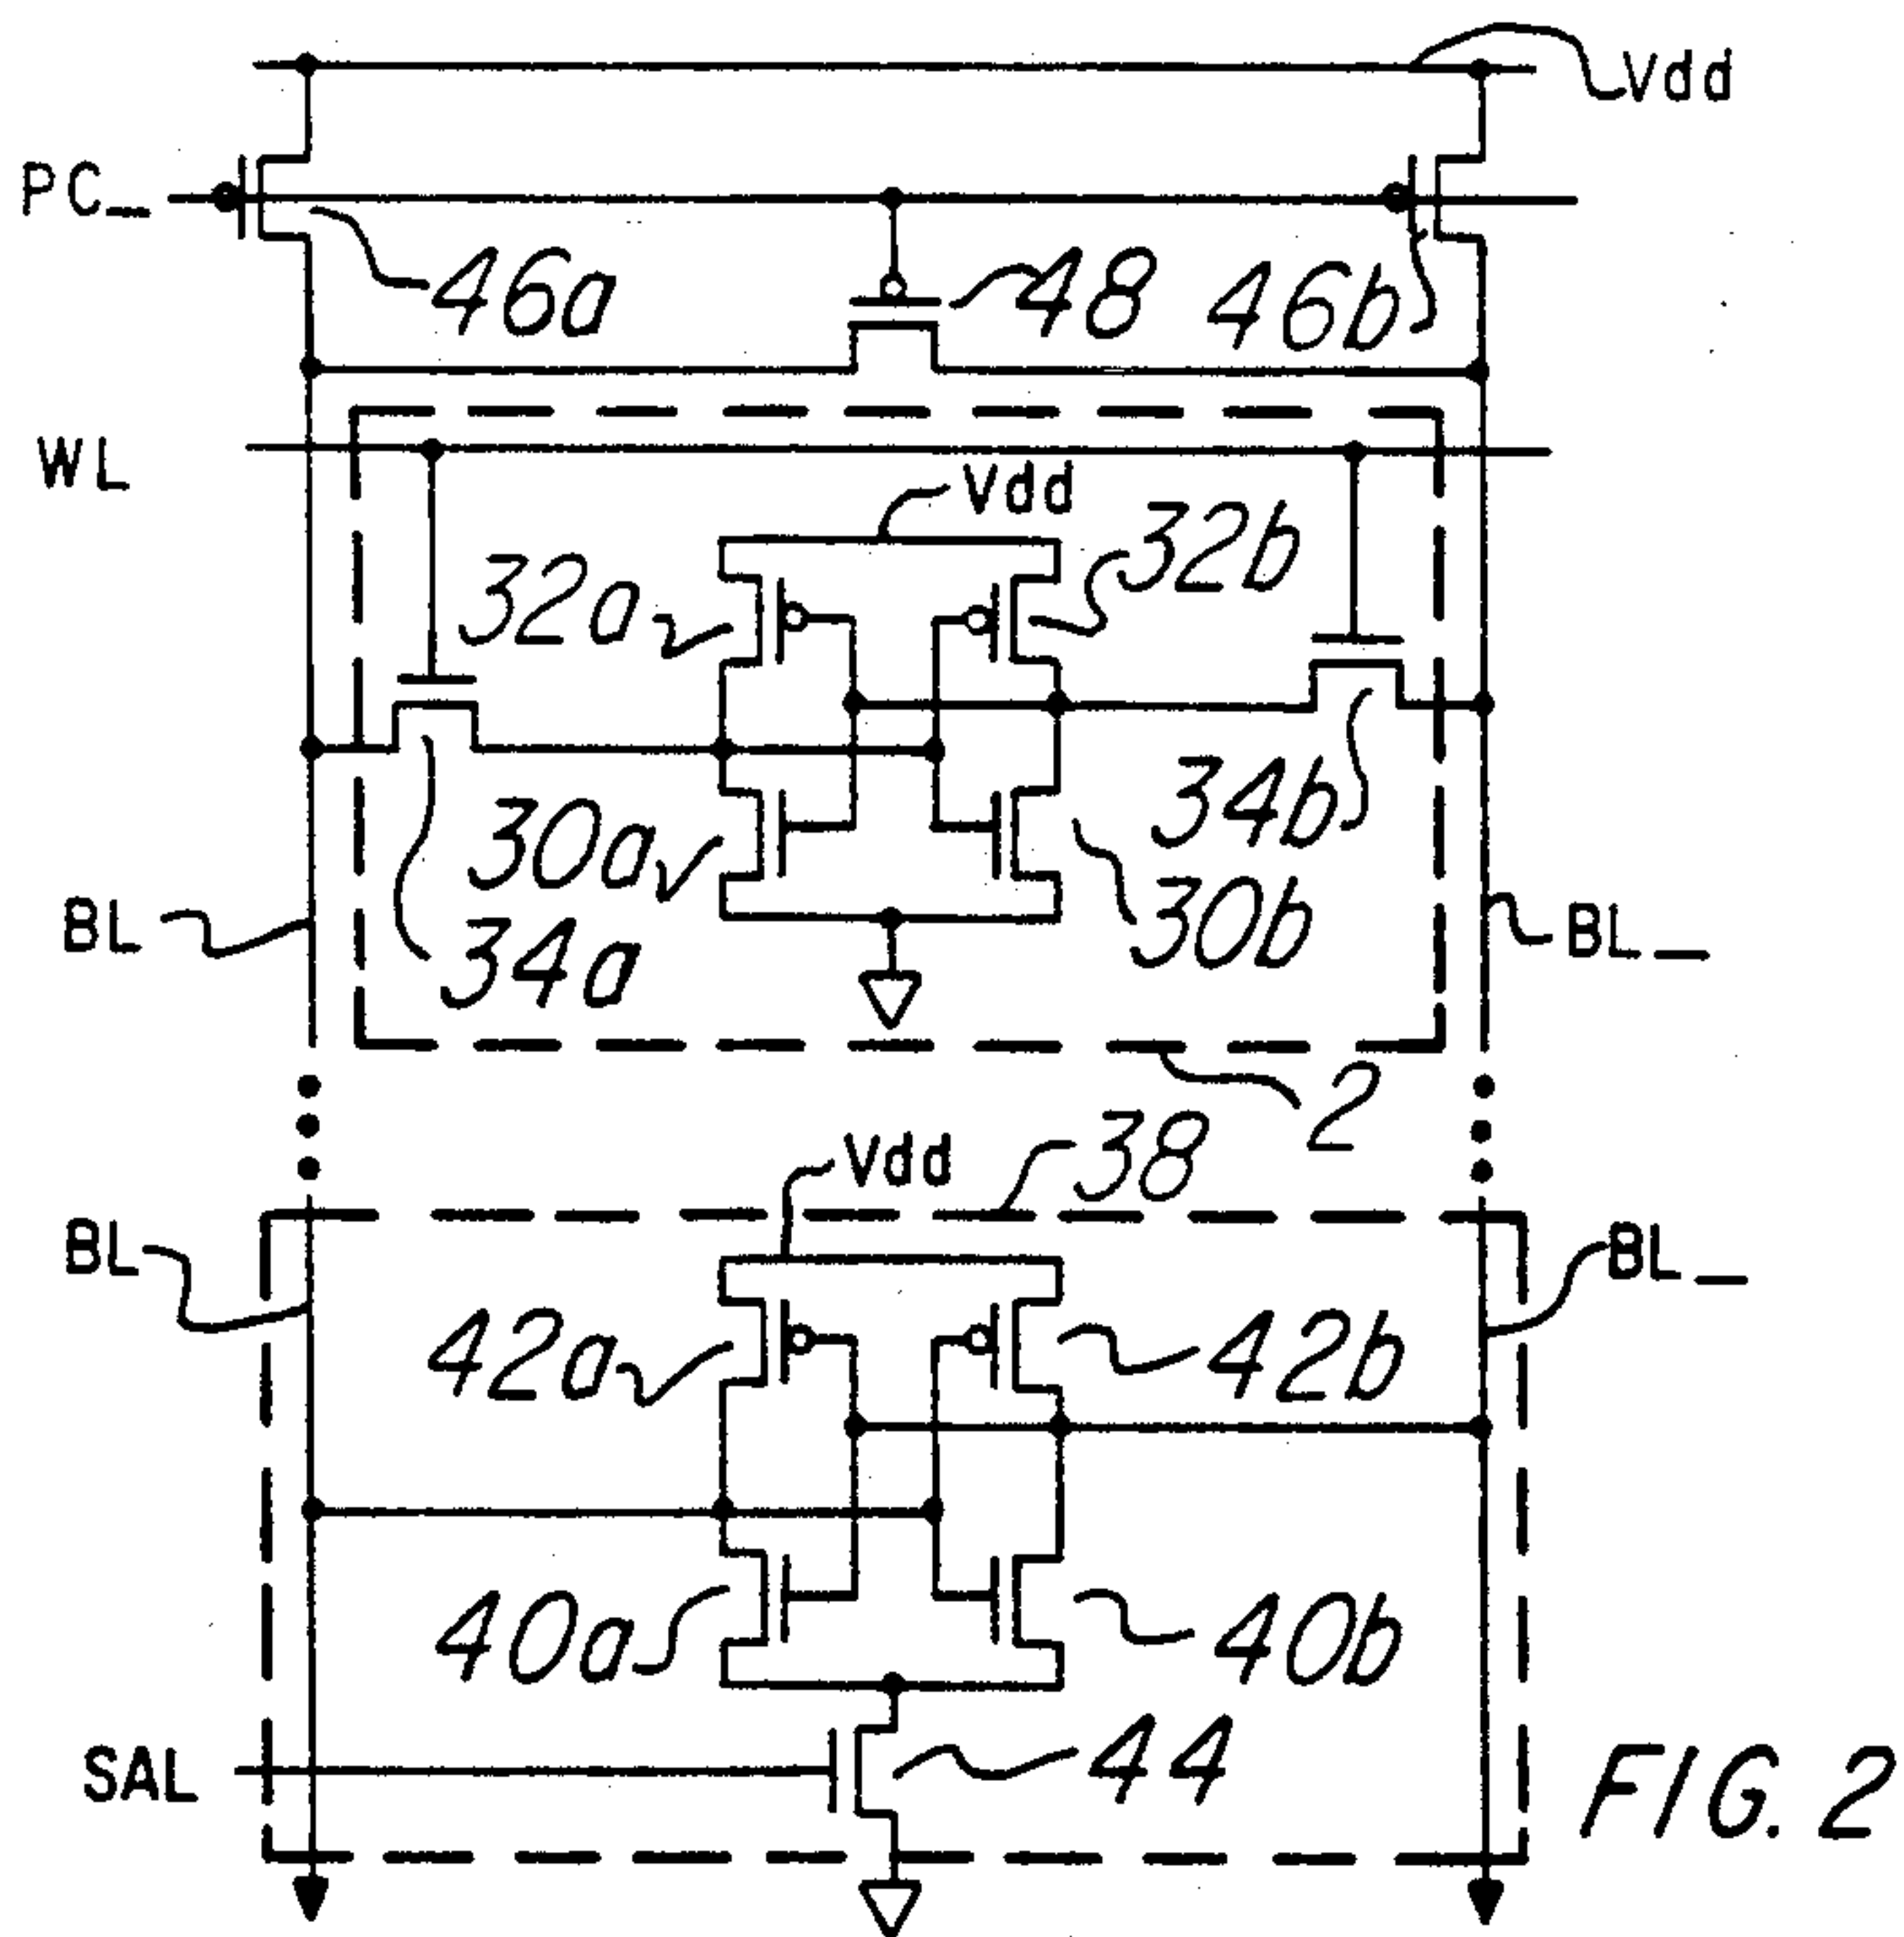 Vdd
PC_
46a
48
46b
WL
Vdd
32a
32b
30a
34b
BL
34a
30b
BL_
2
Vdd
38
BL
BL_
42a
42b
40a
40b
SAL
44
FIG. 2